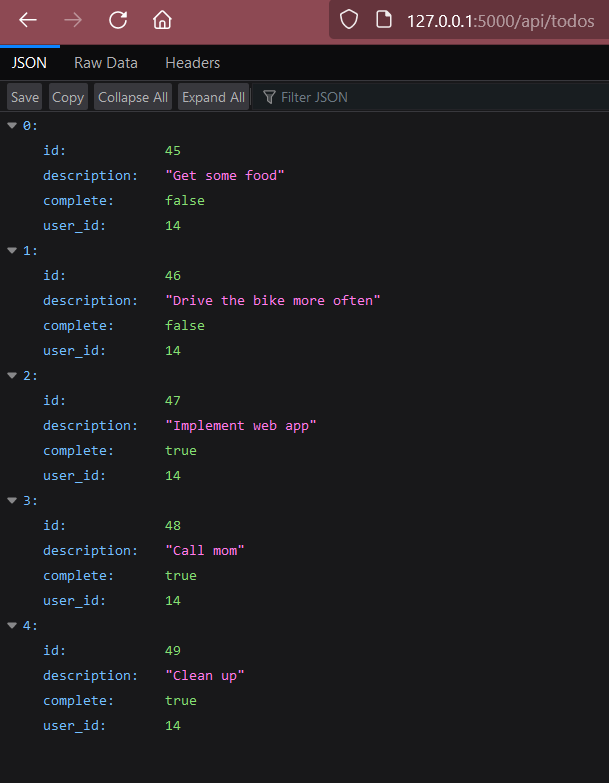 127.0.0.1:5000/api/todos
JSON Raw Data Headers
Save Copy Collapse All Expand All Filter JSON
0:
id: 45
description: "Get some food"
complete: false
user_id: 14
1:
id: 46
description: "Drive the bike more often"
complete: false
user_id: 14
2:
id: 47
description: "Implement web app"
complete: true
user_id: 14
3:
id: 48
description: "Call mom"
complete: true
user_id: 14
4:
id: 49
description: "Clean up"
complete: true
user_id: 14